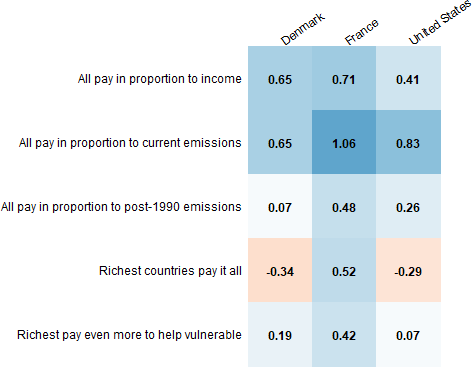 Denmark France United States
All pay in proportion to income 0.65 0.71 0.41
All pay in proportion to current emissions 0.65 1.06 0.83
All pay in proportion to post-1990 emissions 0.07 0.48 0.26
Richest countries pay it all -0.34 0.52 -0.29
Richest pay even more to help vulnerable 0.19 0.42 0.07